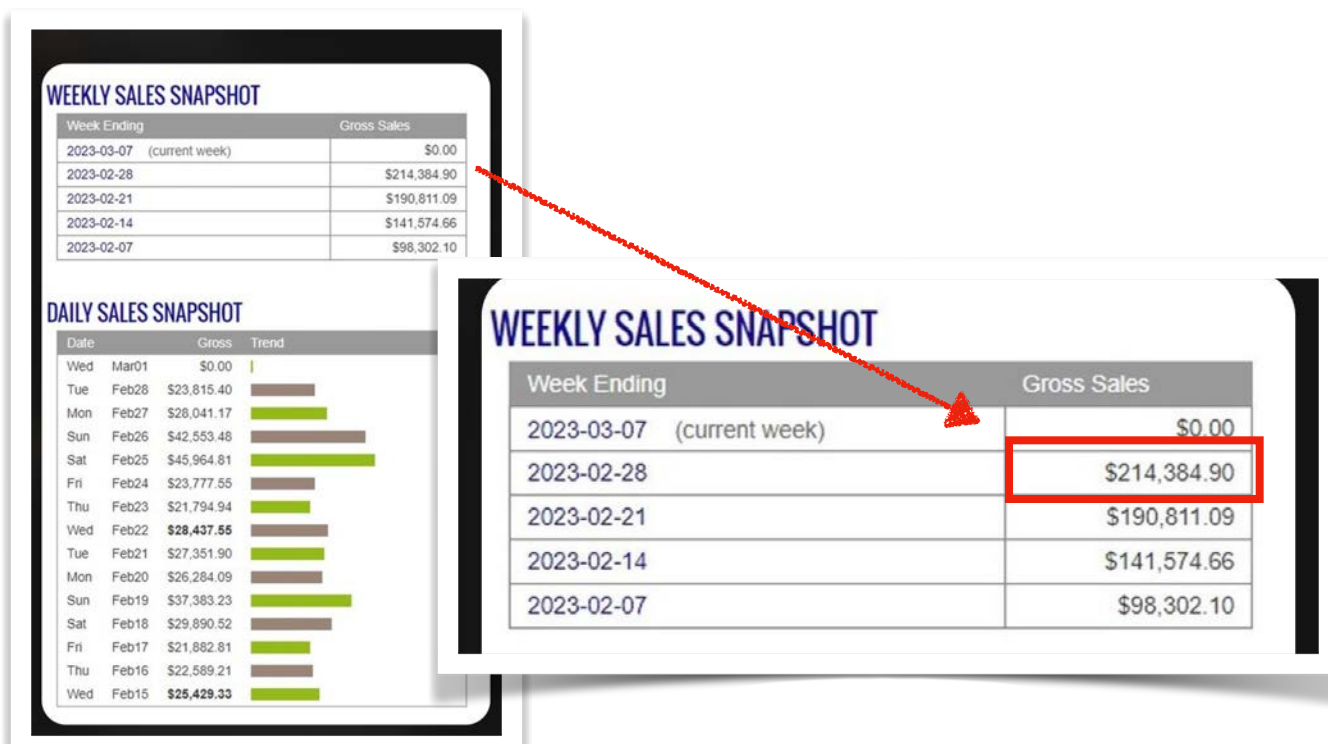 WEEKLY SALES SNAPSHOT
Week Ending Gross Sales
2023-03-07 (current week) $0.00
2023-02-28 $214,384.90
2023-02-21 $190,811.09
2023-02-14 $141,574.66
2023-02-07 $98,302.10
DAILY SALES SNAPSHOT
Date Gross Trend
Wed Mar01 $0.00
Tue Feb28 $23,815.40
Mon Feb27 $28,041.17
Sun Feb26 $42,553.48
Sat Feb25 $45,964.81
Fri Feb24 $23,777.55
Thu Feb23 $21,794.94
Wed Feb22 $28,437.55
Tue Feb21 $27,351.90
Mon Feb20 $26,284.09
Sun Feb19 $37,383.23
Sat Feb18 $29,890.52
Fri Feb17 $21,882.81
Thu Feb16 $22,589.21
Wed Feb15 $25,429.33
WEEKLY SALES SNAPSHOT
Week Ending Gross Sales
2023-03-07 (current week) $0.00
2023-02-28 $214,384.90
2023-02-21 $190,811.09
2023-02-14 $141,574.66
2023-02-07 $98,302.10